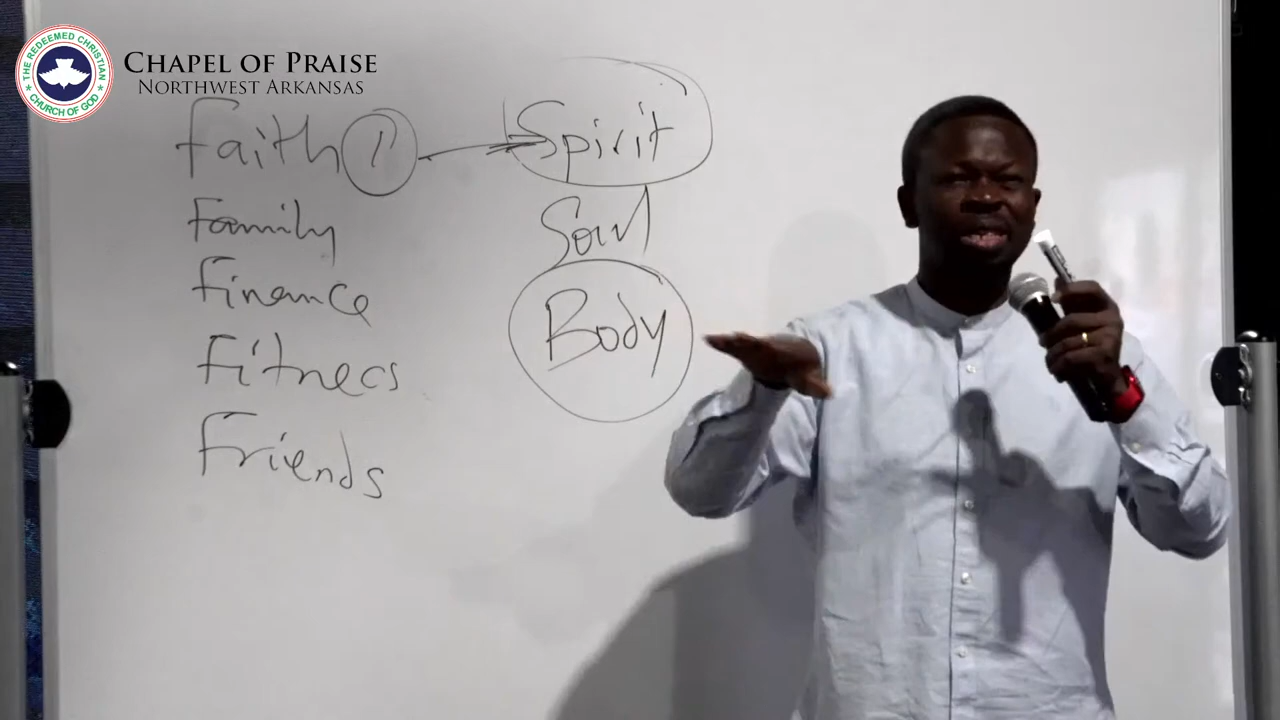 THE REDEEMED CHRISTIAN
CHURCH OF GOD
CHAPEL OF PRAISE
NORTHWEST ARKANSAS
Faith 1 Spirit
Family Soul
Finance Body
Fitness
Friends